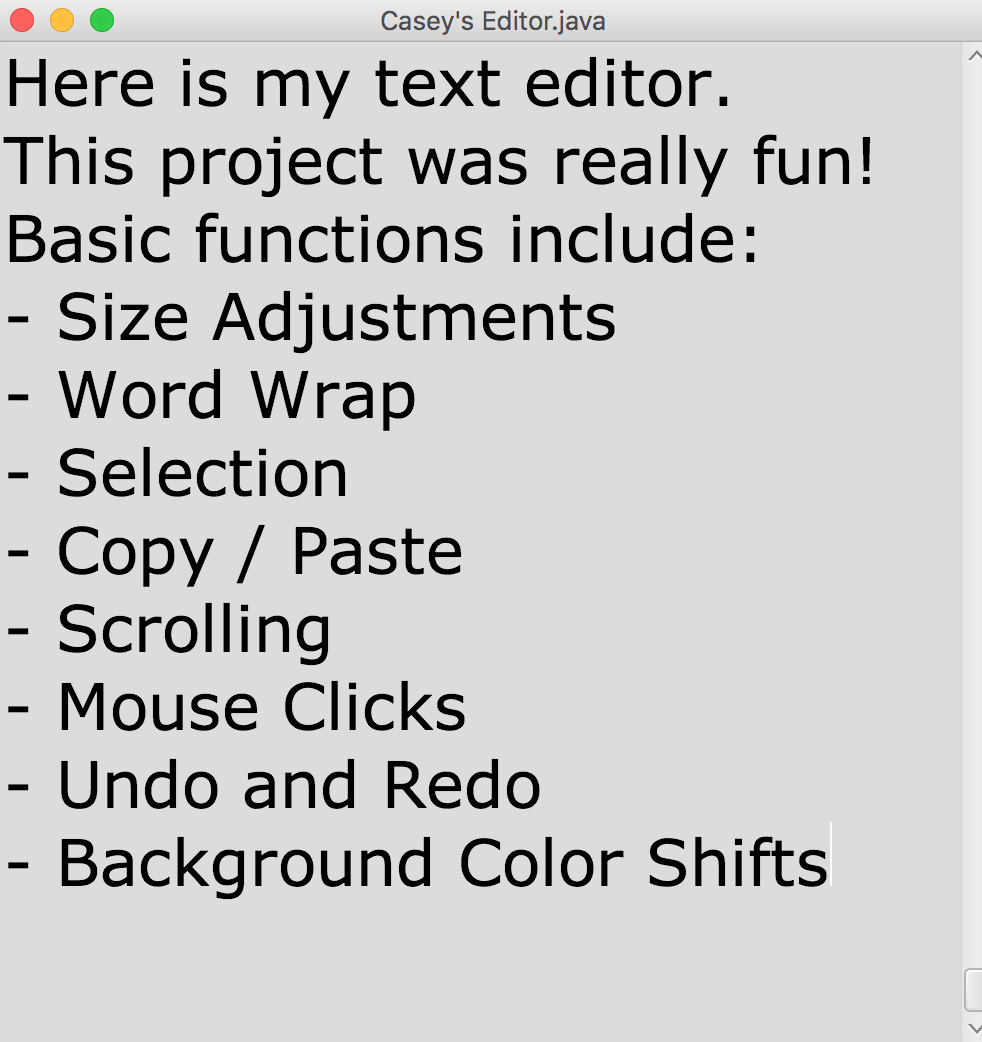 Casey's Editor.java
Here is my text editor.
This project was really fun!
Basic functions include:
- Size Adjustments
- Word Wrap
- Selection
- Copy / Paste
- Scrolling
- Mouse Clicks
- Undo and Redo
- Background Color Shifts